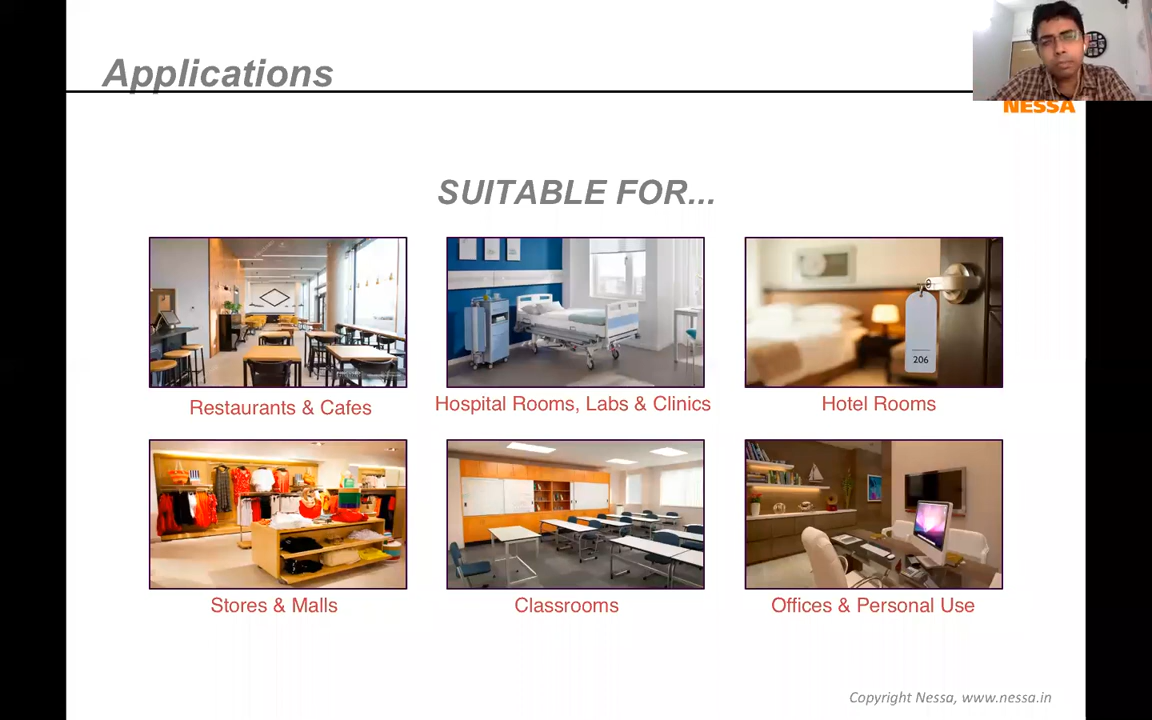 Applications
NESSA
SUITABLE FOR...
206
Restaurants & Cafes
Hospital Rooms, Labs & Clinics
Hotel Rooms
Stores & Malls
Classrooms
Offices & Personal Use
Copyright Nessa, www.nessa.in